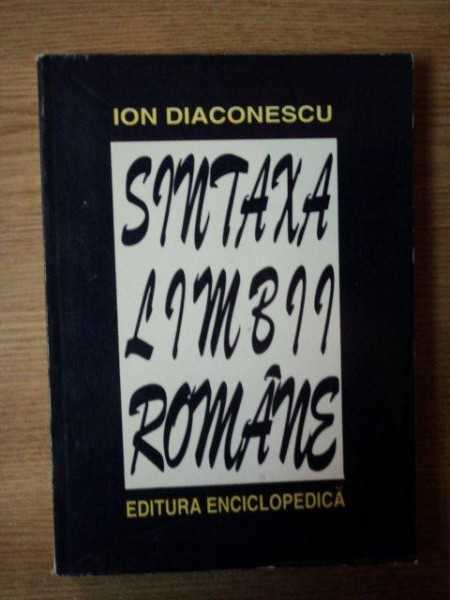 ION DIACONESCU
SINTAXA
LIMBII
ROMÂNE
EDITURA ENCICLOPEDICĂ